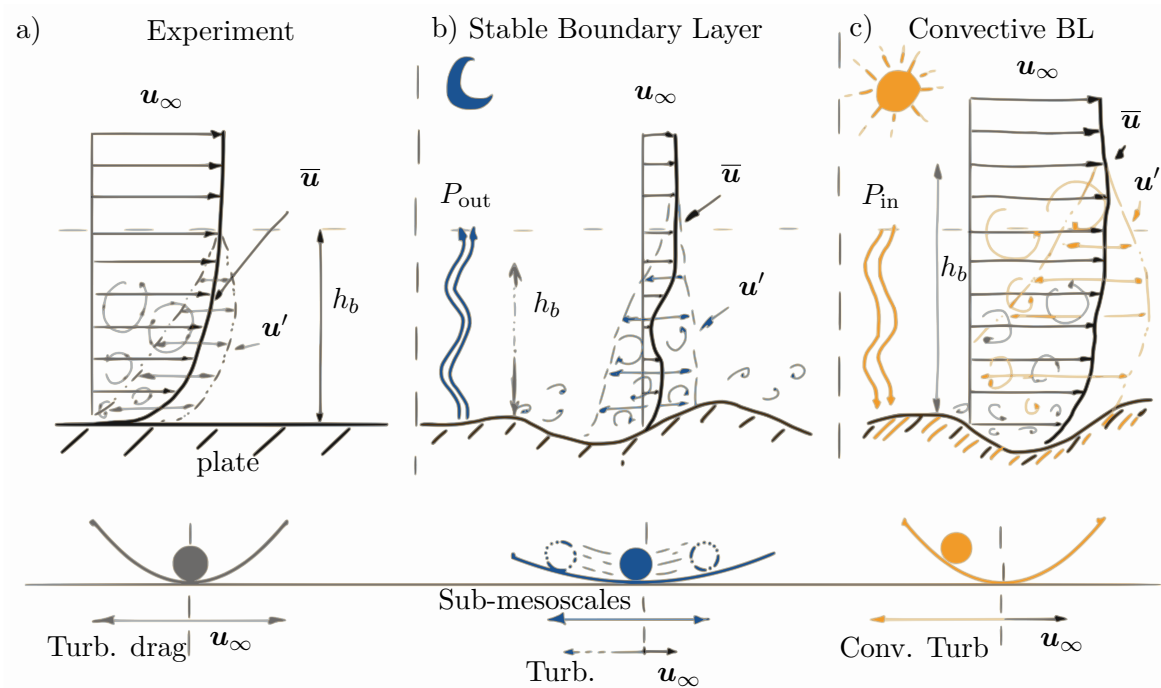 a) Experiment
u∞
u̅
u′
h_b
plate
Turb. drag
u∞
b) Stable Boundary Layer
u∞
u̅
P_out
h_b
u′
Sub-mesoscales
Turb.
u∞
c) Convective BL
u∞
u̅
u′
P_in
h_b
Conv. Turb
u∞